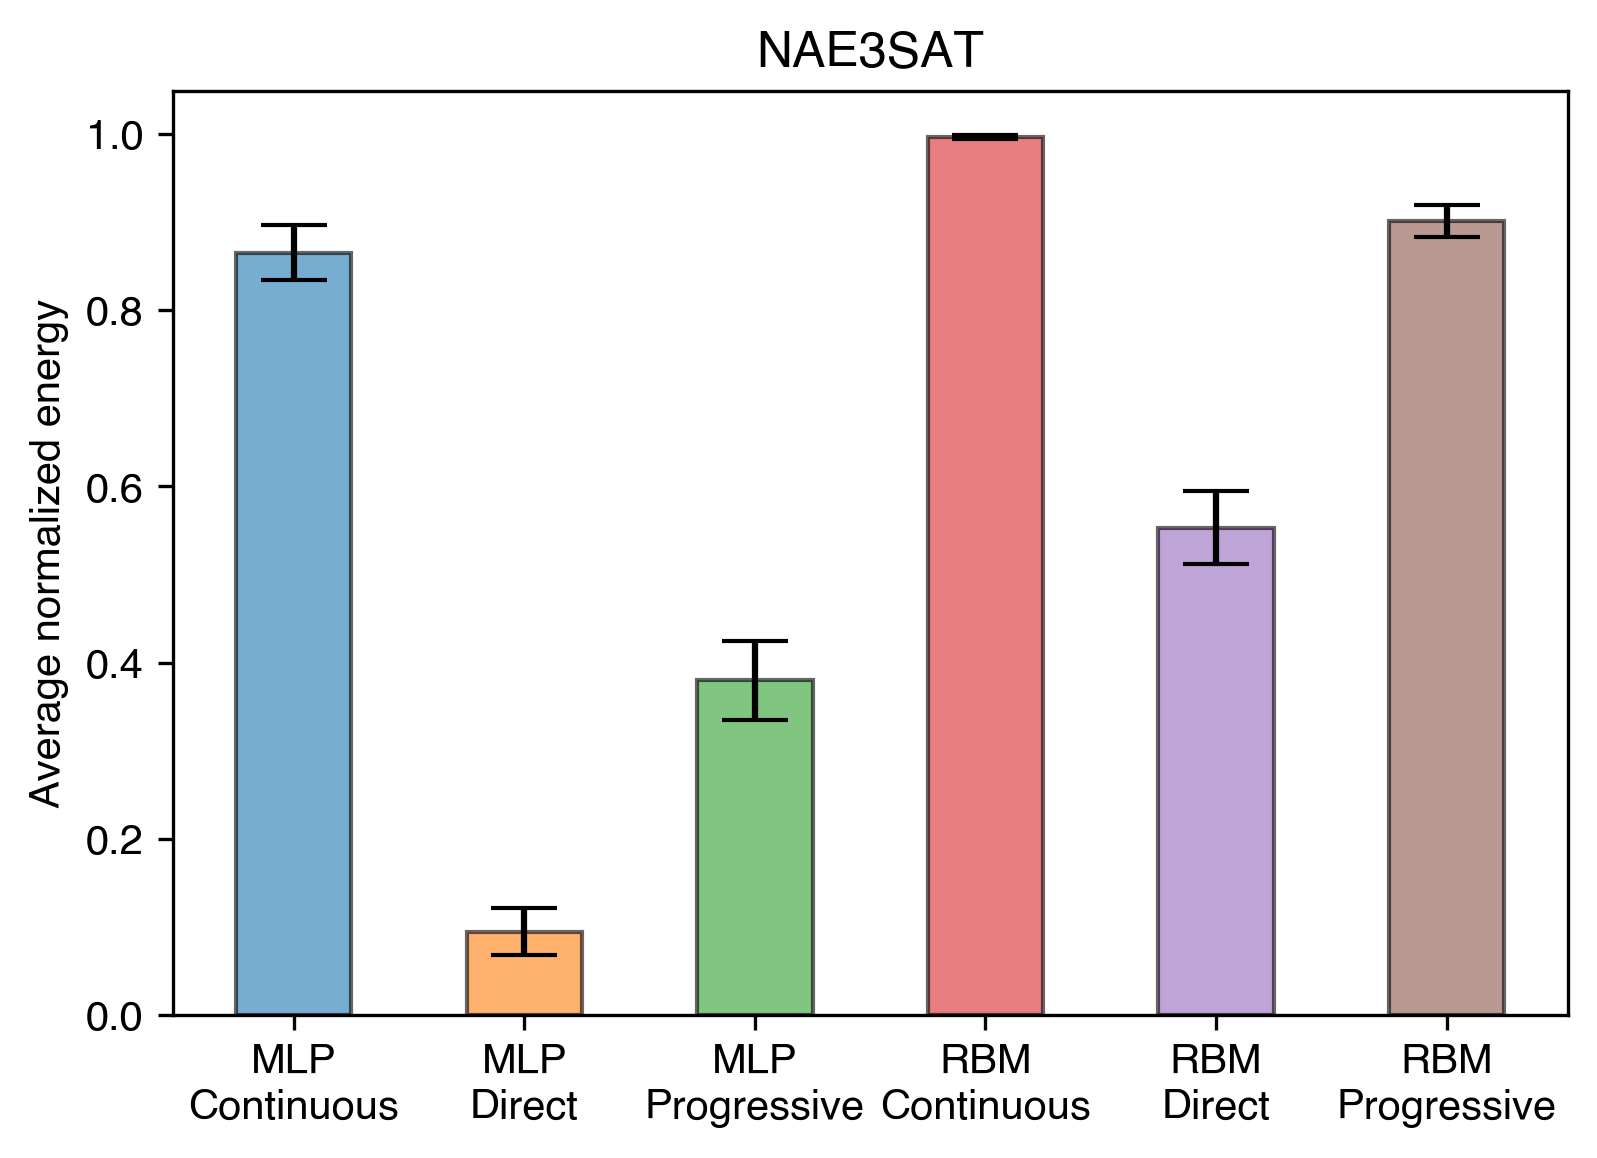 NAE3SAT
Average normalized energy
1.0
0.8
0.6
0.4
0.2
0.0
MLP
Continuous
MLP
Direct
MLP
Progressive
RBM
Continuous
RBM
Direct
RBM
Progressive